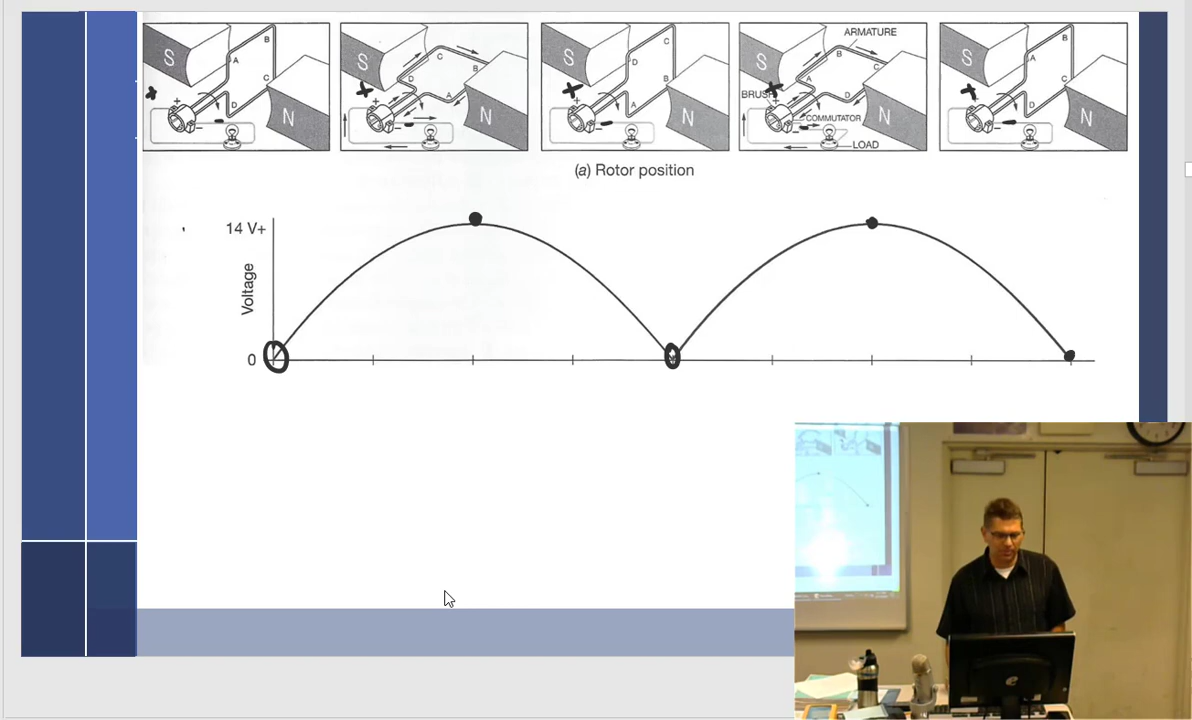 S A B C D N + -
S D C B A N + -
S D C B A N + -
ARMATURE
S B C A D N
BRUSH
+ -
COMMUTATOR
LOAD
S A B C D N + -
(a) Rotor position
14 V+
Voltage
0